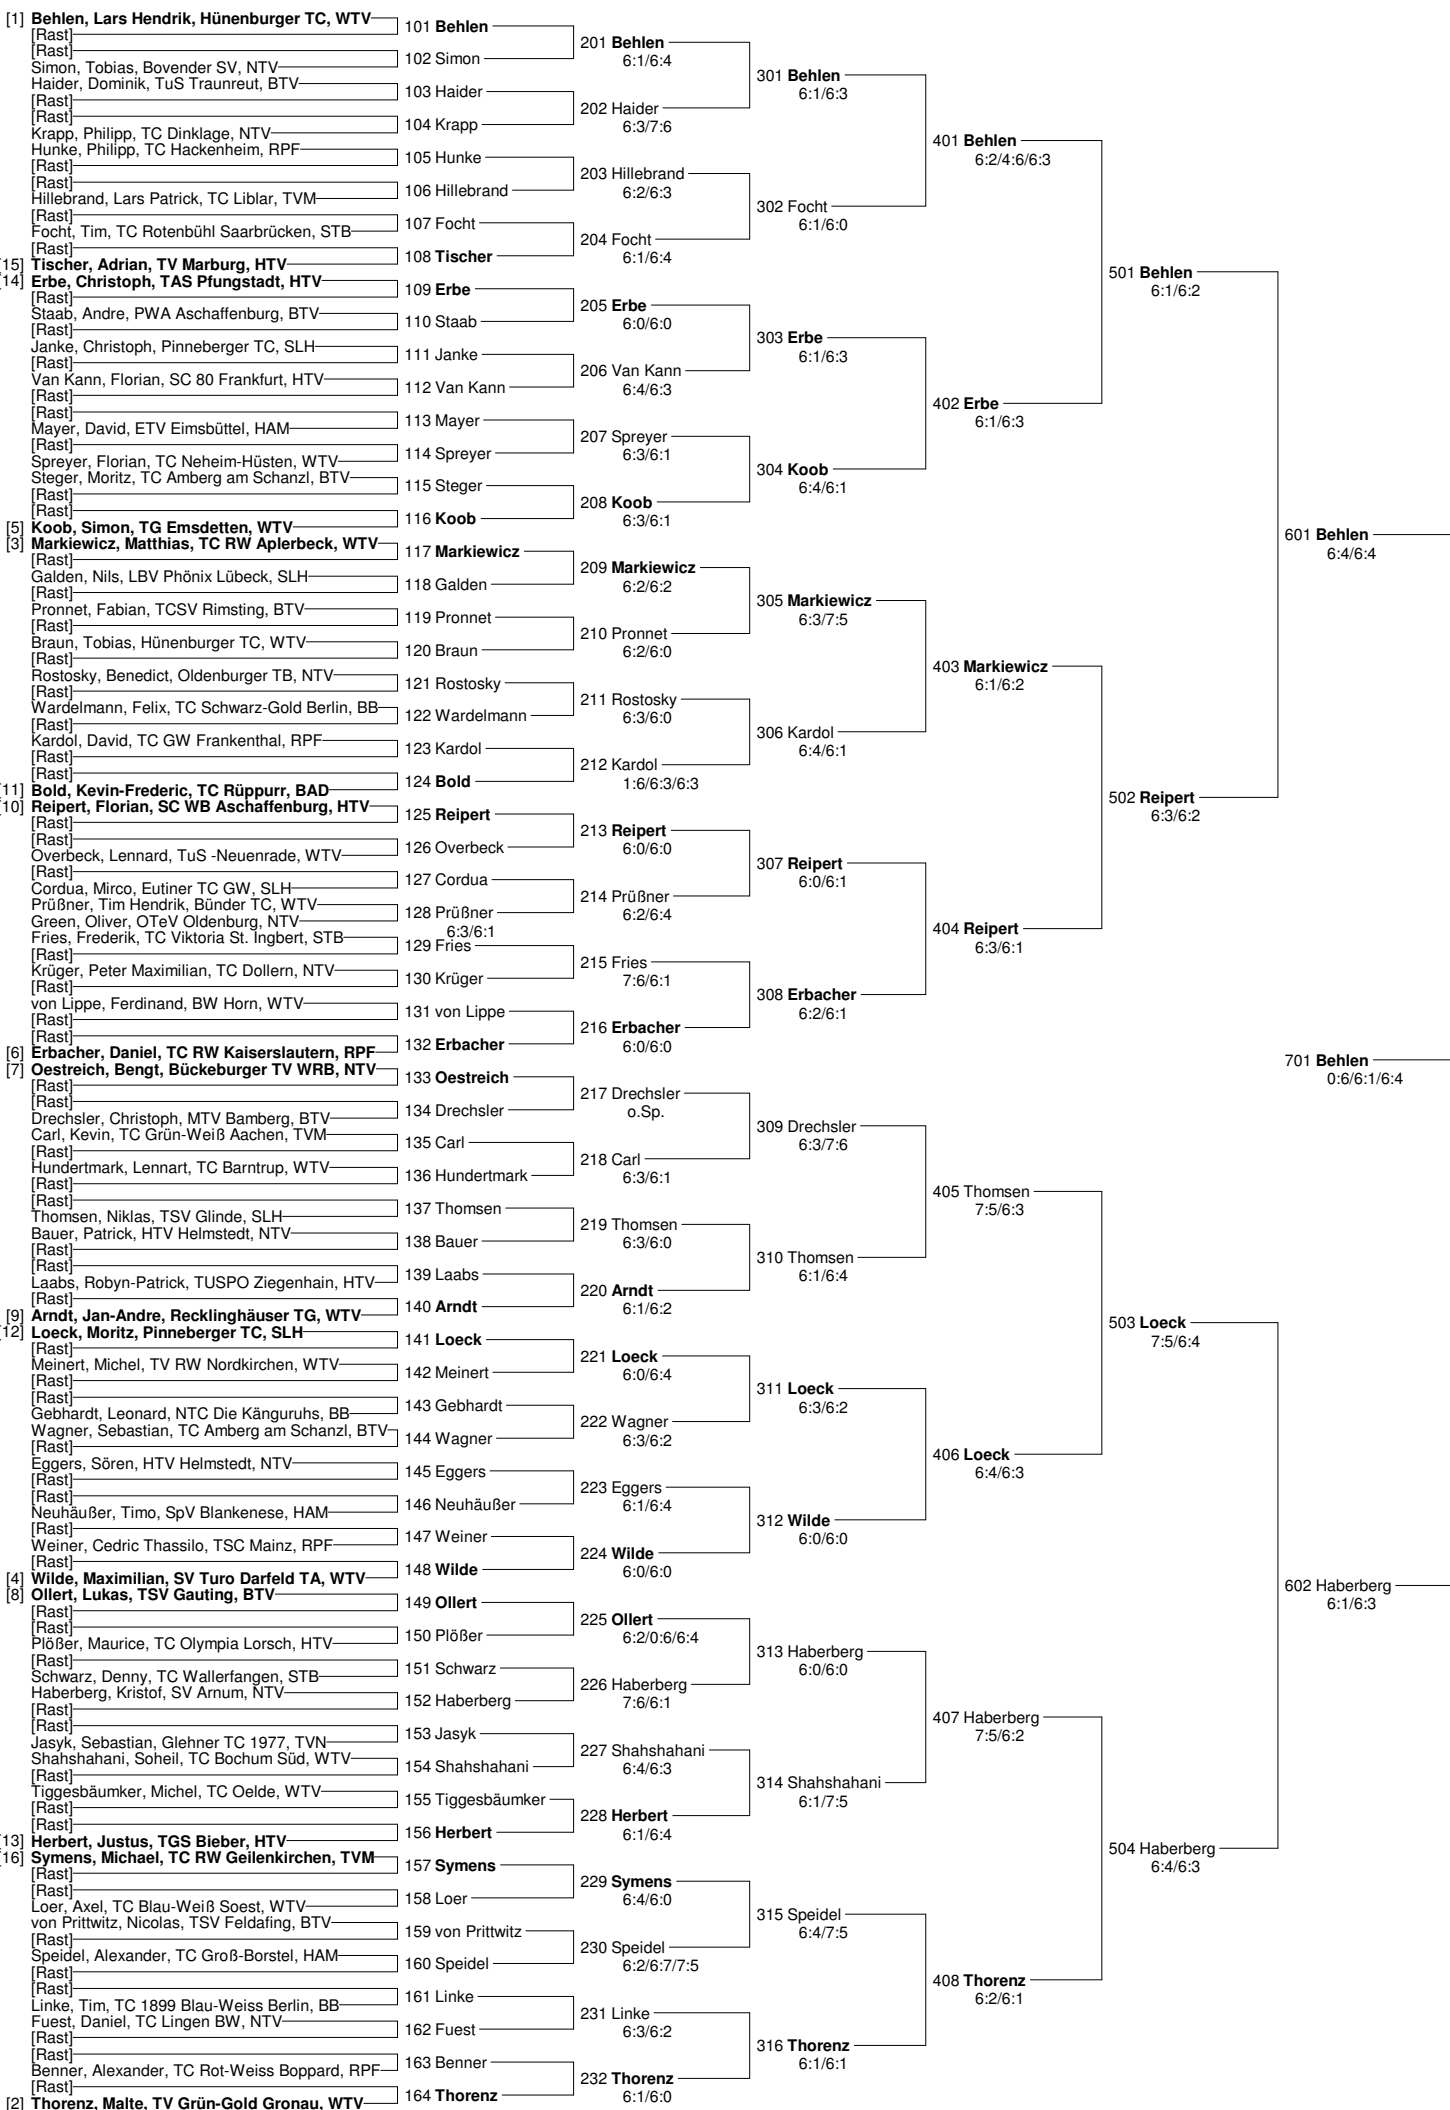 [1] Behlen, Lars Hendrik, Hünenburger TC, WTV
[Rast]
[Rast]
Simon, Tobias, Bovender SV, NTV
Haider, Dominik, TuS Traunreut, BTV
[Rast]
[Rast]
Krapp, Philipp, TC Dinklage, NTV
Hunke, Philipp, TC Hackenheim, RPF
[Rast]
[Rast]
Hillebrand, Lars Patrick, TC Liblar, TVM
[Rast]
Focht, Tim, TC Rotenbühl Saarbrücken, STB
[Rast]
15] Tischer, Adrian, TV Marburg, HTV
14] Erbe, Christoph, TAS Pfungstadt, HTV
[Rast]
Staab, Andre, PWA Aschaffenburg, BTV
[Rast]
Janke, Christoph, Pinneberger TC, SLH
[Rast]
Van Kann, Florian, SC 80 Frankfurt, HTV
[Rast]
[Rast]
Mayer, David, ETV Eimsbüttel, HAM
[Rast]
Spreyer, Florian, TC Neheim-Hüsten, WTV
Steger, Moritz, TC Amberg am Schanzl, BTV
[Rast]
[Rast]
[5] Koob, Simon, TG Emsdetten, WTV
[3] Markiewicz, Matthias, TC RW Aplerbeck, WTV
[Rast]
Galden, Nils, LBV Phönix Lübeck, SLH
[Rast]
Pronnet, Fabian, TCSV Rimsting, BTV
[Rast]
Braun, Tobias, Hünenburger TC, WTV
[Rast]
Rostosky, Benedict, Oldenburger TB, NTV
[Rast]
Wardelmann, Felix, TC Schwarz-Gold Berlin, BB
[Rast]
Kardol, David, TC GW Frankenthal, RPF
[Rast]
[Rast]
11] Bold, Kevin-Frederic, TC Rüppurr, BAD
10] Reipert, Florian, SC WB Aschaffenburg, HTV
[Rast]
[Rast]
Overbeck, Lennard, TuS -Neuenrade, WTV
[Rast]
Cordua, Mirco, Eutiner TC GW, SLH
Prüßner, Tim Hendrik, Bünder TC, WTV
Green, Oliver, OTeV Oldenburg, NTV
Fries, Frederik, TC Viktoria St. Ingbert, STB
[Rast]
Krüger, Peter Maximilian, TC Dollern, NTV
[Rast]
von Lippe, Ferdinand, BW Horn, WTV
[Rast]
[Rast]
[6] Erbacher, Daniel, TC RW Kaiserslautern, RPF
[7] Oestreich, Bengt, Bückeburger TV WRB, NTV
[Rast]
[Rast]
Drechsler, Christoph, MTV Bamberg, BTV
Carl, Kevin, TC Grün-Weiß Aachen, TVM
[Rast]
Hundertmark, Lennart, TC Barntrup, WTV
[Rast]
[Rast]
Thomsen, Niklas, TSV Glinde, SLH
Bauer, Patrick, HTV Helmstedt, NTV
[Rast]
[Rast]
Laabs, Robyn-Patrick, TUSPO Ziegenhain, HTV
[Rast]
[9] Arndt, Jan-Andre, Recklinghäuser TG, WTV
12] Loeck, Moritz, Pinneberger TC, SLH
[Rast]
Meinert, Michel, TV RW Nordkirchen, WTV
[Rast]
[Rast]
Gebhardt, Leonard, NTC Die Känguruhs, BB
Wagner, Sebastian, TC Amberg am Schanzl, BTV
[Rast]
Eggers, Sören, HTV Helmstedt, NTV
[Rast]
[Rast]
Neuhäußer, Timo, SpV Blankenese, HAM
[Rast]
Weiner, Cedric Thassilo, TSC Mainz, RPF
[Rast]
[4] Wilde, Maximilian, SV Turo Darfeld TA, WTV
[8] Ollert, Lukas, TSV Gauting, BTV
[Rast]
[Rast]
Plößer, Maurice, TC Olympia Lorsch, HTV
[Rast]
Schwarz, Denny, TC Wallerfangen, STB
Haberberg, Kristof, SV Arnum, NTV
[Rast]
[Rast]
Jasyk, Sebastian, Glehner TC 1977, TVN
Shahshahani, Soheil, TC Bochum Süd, WTV
[Rast]
Tiggesbäumker, Michel, TC Oelde, WTV
[Rast]
[Rast]
13] Herbert, Justus, TGS Bieber, HTV
16] Symens, Michael, TC RW Geilenkirchen, TVM
[Rast]
[Rast]
Loer, Axel, TC Blau-Weiß Soest, WTV
von Prittwitz, Nicolas, TSV Feldafing, BTV
[Rast]
Speidel, Alexander, TC Groß-Borstel, HAM
[Rast]
[Rast]
Linke, Tim, TC 1899 Blau-Weiss Berlin, BB
Fuest, Daniel, TC Lingen BW, NTV
[Rast]
[Rast]
Benner, Alexander, TC Rot-Weiss Boppard, RPF
[Rast]
[2] Thorenz, Malte, TV Grün-Gold Gronau, WTV
101 Behlen
102 Simon
103 Haider
104 Krapp
105 Hunke
106 Hillebrand
107 Focht
108 Tischer
109 Erbe
110 Staab
111 Janke
112 Van Kann
113 Mayer
114 Spreyer
115 Steger
116 Koob
117 Markiewicz
118 Galden
119 Pronnet
120 Braun
121 Rostosky
122 Wardelmann
123 Kardol
124 Bold
125 Reipert
126 Overbeck
127 Cordua
128 Prüßner
6:3/6:1
129 Fries
130 Krüger
131 von Lippe
132 Erbacher
133 Oestreich
134 Drechsler
135 Carl
136 Hundertmark
137 Thomsen
138 Bauer
139 Laabs
140 Arndt
141 Loeck
142 Meinert
143 Gebhardt
144 Wagner
145 Eggers
146 Neuhäußer
147 Weiner
148 Wilde
149 Ollert
150 Plößer
151 Schwarz
152 Haberberg
153 Jasyk
154 Shahshahani
155 Tiggesbäumker
156 Herbert
157 Symens
158 Loer
159 von Prittwitz
160 Speidel
161 Linke
162 Fuest
163 Benner
164 Thorenz
201 Behlen
6:1/6:4
202 Haider
6:3/7:6
203 Hillebrand
6:2/6:3
204 Focht
6:1/6:4
205 Erbe
6:0/6:0
206 Van Kann
6:4/6:3
207 Spreyer
6:3/6:1
208 Koob
6:3/6:1
209 Markiewicz
6:2/6:2
210 Pronnet
6:2/6:0
211 Rostosky
6:3/6:0
212 Kardol
1:6/6:3/6:3
213 Reipert
6:0/6:0
214 Prüßner
6:2/6:4
215 Fries
7:6/6:1
216 Erbacher
6:0/6:0
217 Drechsler
o.Sp.
218 Carl
6:3/6:1
219 Thomsen
6:3/6:0
220 Arndt
6:1/6:2
221 Loeck
6:0/6:4
222 Wagner
6:3/6:2
223 Eggers
6:1/6:4
224 Wilde
6:0/6:0
225 Ollert
6:2/0:6/6:4
226 Haberberg
7:6/6:1
227 Shahshahani
6:4/6:3
228 Herbert
6:1/6:4
229 Symens
6:4/6:0
230 Speidel
6:2/6:7/7:5
231 Linke
6:3/6:2
232 Thorenz
6:1/6:0
301 Behlen
6:1/6:3
302 Focht
6:1/6:0
303 Erbe
6:1/6:3
304 Koob
6:4/6:1
305 Markiewicz
6:3/7:5
306 Kardol
6:4/6:1
307 Reipert
6:0/6:1
308 Erbacher
6:2/6:1
309 Drechsler
6:3/7:6
310 Thomsen
6:1/6:4
311 Loeck
6:3/6:2
312 Wilde
6:0/6:0
313 Haberberg
6:0/6:0
314 Shahshahani
6:1/7:5
315 Speidel
6:4/7:5
316 Thorenz
6:1/6:1
401 Behlen
6:2/4:6/6:3
402 Erbe
6:1/6:3
403 Markiewicz
6:1/6:2
404 Reipert
6:3/6:1
405 Thomsen
7:5/6:3
406 Loeck
6:4/6:3
407 Haberberg
7:5/6:2
408 Thorenz
6:2/6:1
501 Behlen
6:1/6:2
502 Reipert
6:3/6:2
503 Loeck
7:5/6:4
504 Haberberg
6:4/6:3
601 Behlen
6:4/6:4
602 Haberberg
6:1/6:3
701 Behlen
0:6/6:1/6:4